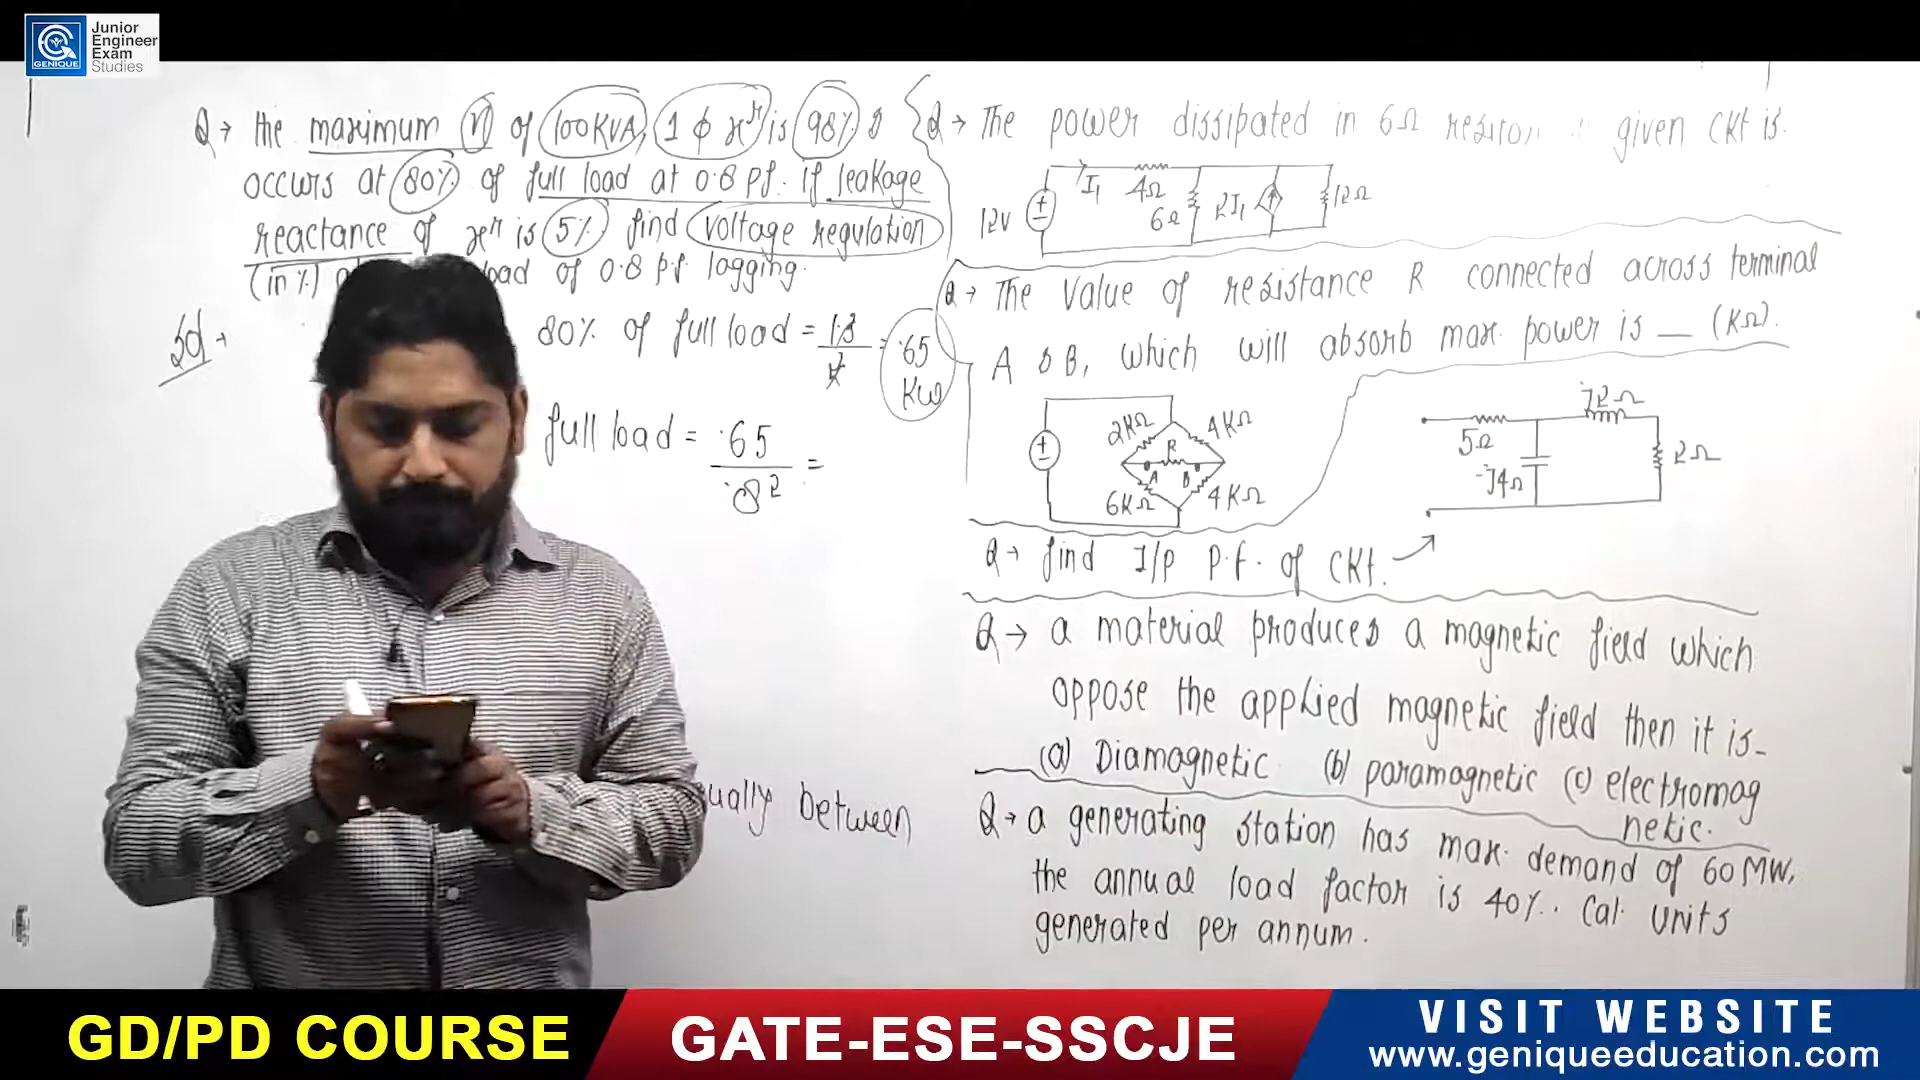 Junior
Engineer
Exam
Studies
GENIQUE
Q→ the maximum η of 100KVA, 1 ϕ xʳ is 98% &
occurs at 80% of full load at 0.8 Pf. if leakage
reactance of xʳ is 5% find voltage regulation
(in %) load of 0.8 p.f. lagging.
Sol→
80% of full load = 1.3 / 2 = .65 Kw
full load = .65 / .8² =
ually between
Q→ The power dissipated in 6Ω given CKt is.
12V I₁ 4Ω 6Ω 2I₁ 12Ω
Q→ The Value of resistance R connected across terminal
A & B, which will absorb max. power is __ (KΩ).
2KΩ 4KΩ
R
A B
6KΩ 4KΩ
j2Ω
5Ω 2Ω
-j4Ω
Q→ find I/p P.F. of CKt.
Q→ a material produces a magnetic field which
oppose the applied magnetic field then it is-
(a) Diamagnetic (b) paramagnetic (c) electromag
netic.
Q→ a generating station has max. demand of 60 MW,
the annual load factor is 40%. Cal. Units
generated per annum.
GD/PD COURSE
GATE-ESE-SSCJE
VISIT WEBSITE
www.geniqueeducation.com